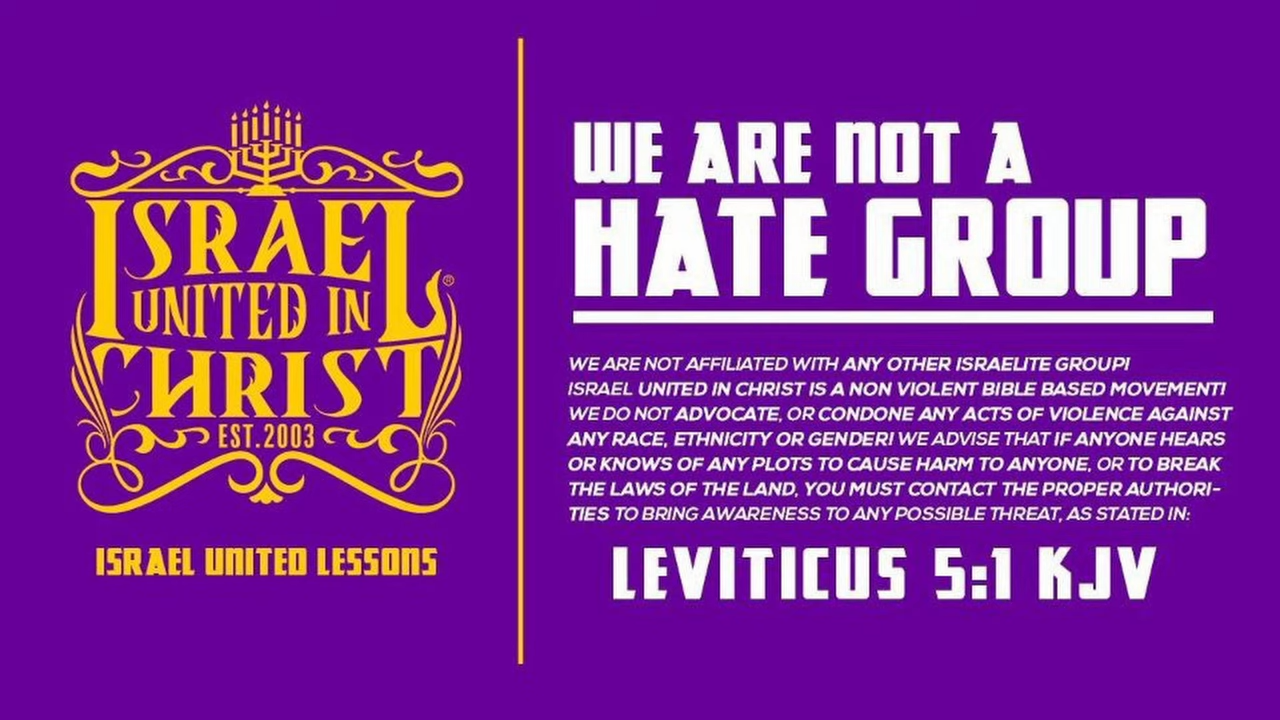 ISRAEL
UNITED IN
CHRIST
®
EST. 2003
ISRAEL UNITED LESSONS
WE ARE NOT A
HATE GROUP
WE ARE NOT AFFILIATED WITH ANY OTHER ISRAELITE GROUP!
ISRAEL UNITED IN CHRIST IS A NON VIOLENT BIBLE BASED MOVEMENT!
WE DO NOT ADVOCATE, OR CONDONE ANY ACTS OF VIOLENCE AGAINST
ANY RACE, ETHNICITY OR GENDER! WE ADVISE THAT IF ANYONE HEARS
OR KNOWS OF ANY PLOTS TO CAUSE HARM TO ANYONE, OR TO BREAK
THE LAWS OF THE LAND, YOU MUST CONTACT THE PROPER AUTHORI-
TIES TO BRING AWARENESS TO ANY POSSIBLE THREAT, AS STATED IN:
LEVITICUS 5:1 KJV